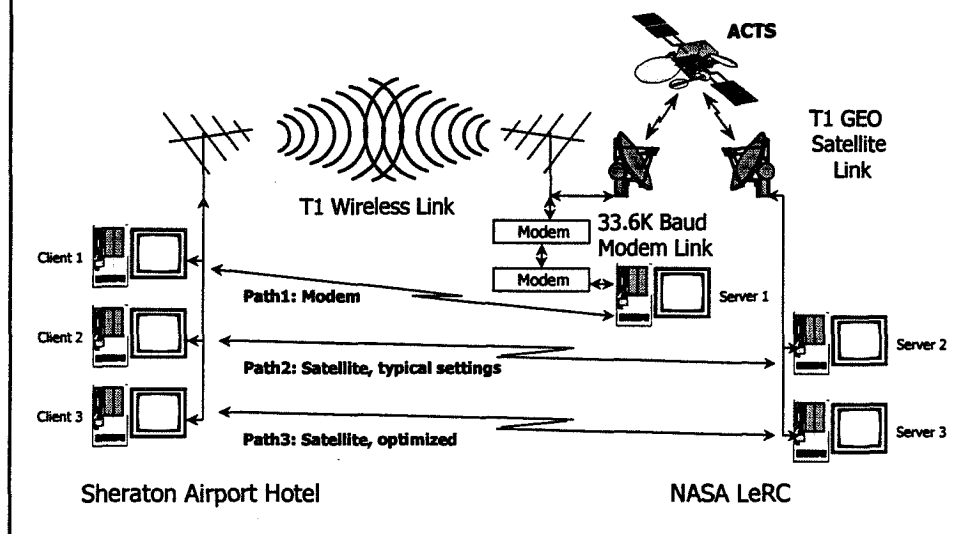 ACTS
T1 GEO
Satellite
Link
T1 Wireless Link
Modem
33.6K Baud
Modem Link
Modem
Client 1
Path1: Modem
Server 1
Client 2
Path2: Satellite, typical settings
Server 2
Client 3
Path3: Satellite, optimized
Server 3
Sheraton Airport Hotel
NASA LeRC